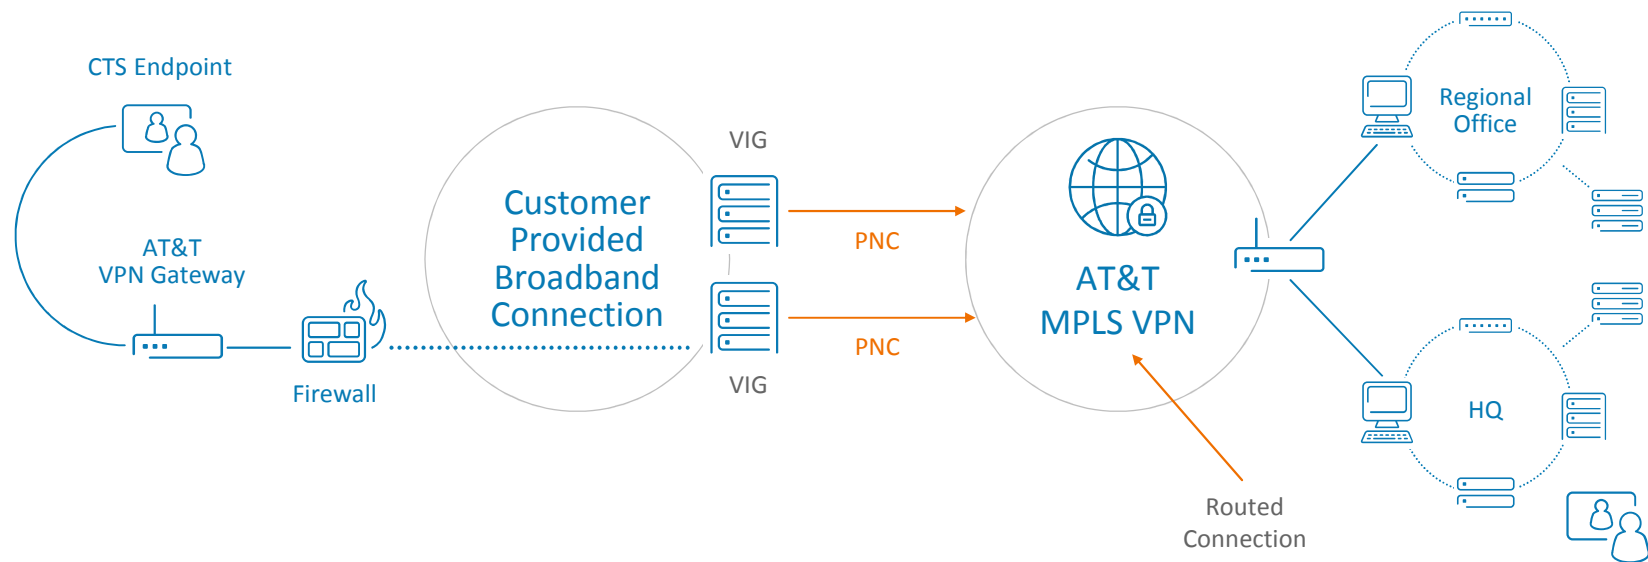 CTS Endpoint
AT&T
VPN Gateway
Firewall
Customer
Provided
Broadband
Connection
VIG
VIG
PNC
PNC
AT&T
MPLS VPN
Routed
Connection
Regional
Office
HQ